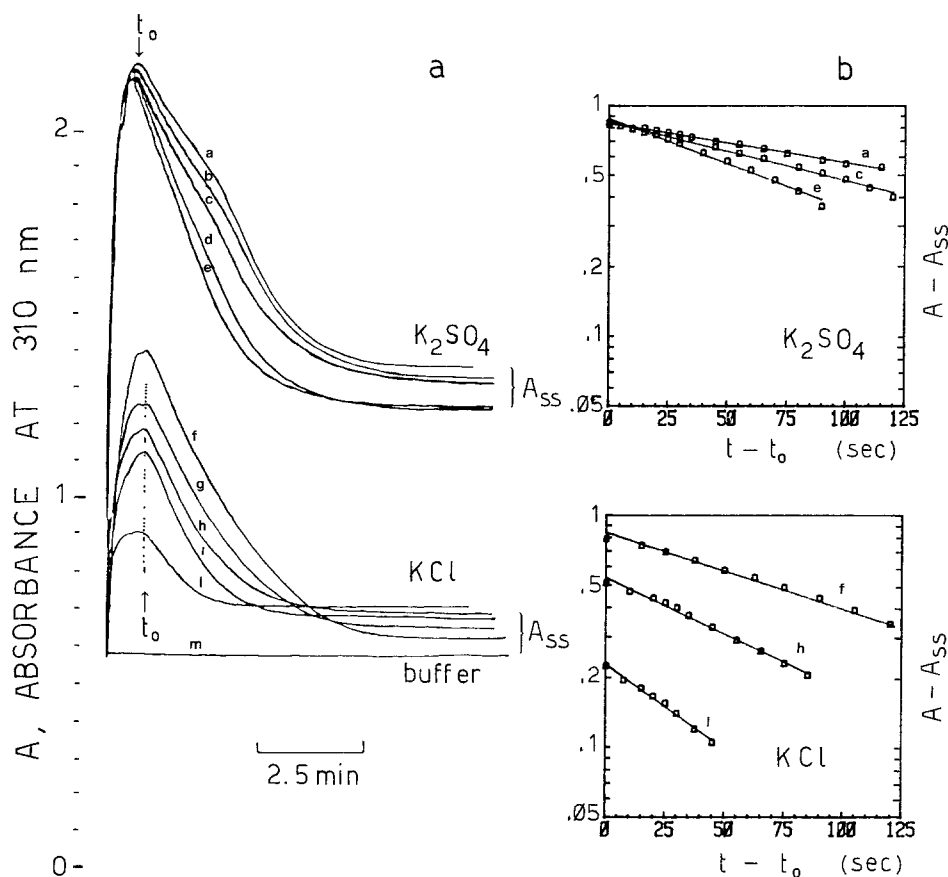 t₀
a
A, ABSORBANCE AT 310 nm
2
1
0
a
b
c
d
e
K₂SO₄
A_SS
f
g
h
i
l
KCl
A_SS
t₀
m
buffer
2.5 min
b
1
.5
.2
.1
.05
a
c
e
K₂SO₄
A – A_SS
0 25 50 75 100 125
t – t₀ (sec)
1
.5
.2
.1
.05
f
h
l
KCl
A – A_SS
0 25 50 75 100 125
t – t₀ (sec)